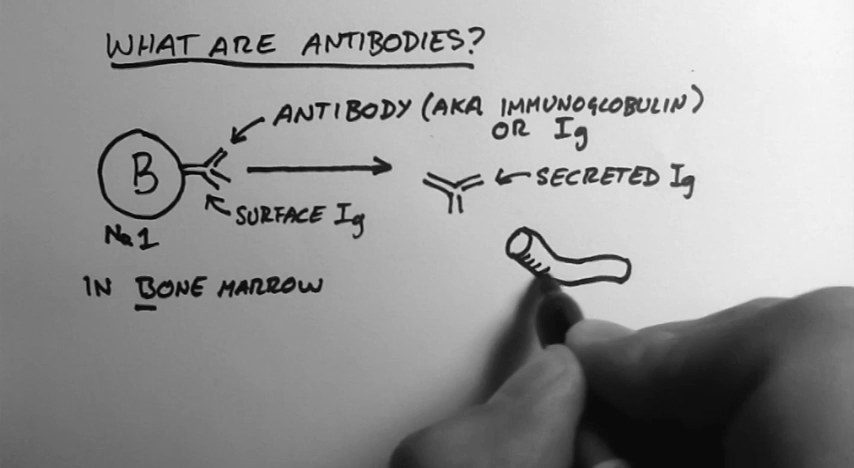 WHAT ARE ANTIBODIES?
ANTIBODY (AKA IMMUNOGLOBULIN)
OR Ig
B
SECRETED Ig
SURFACE Ig
No 1
IN BONE MARROW